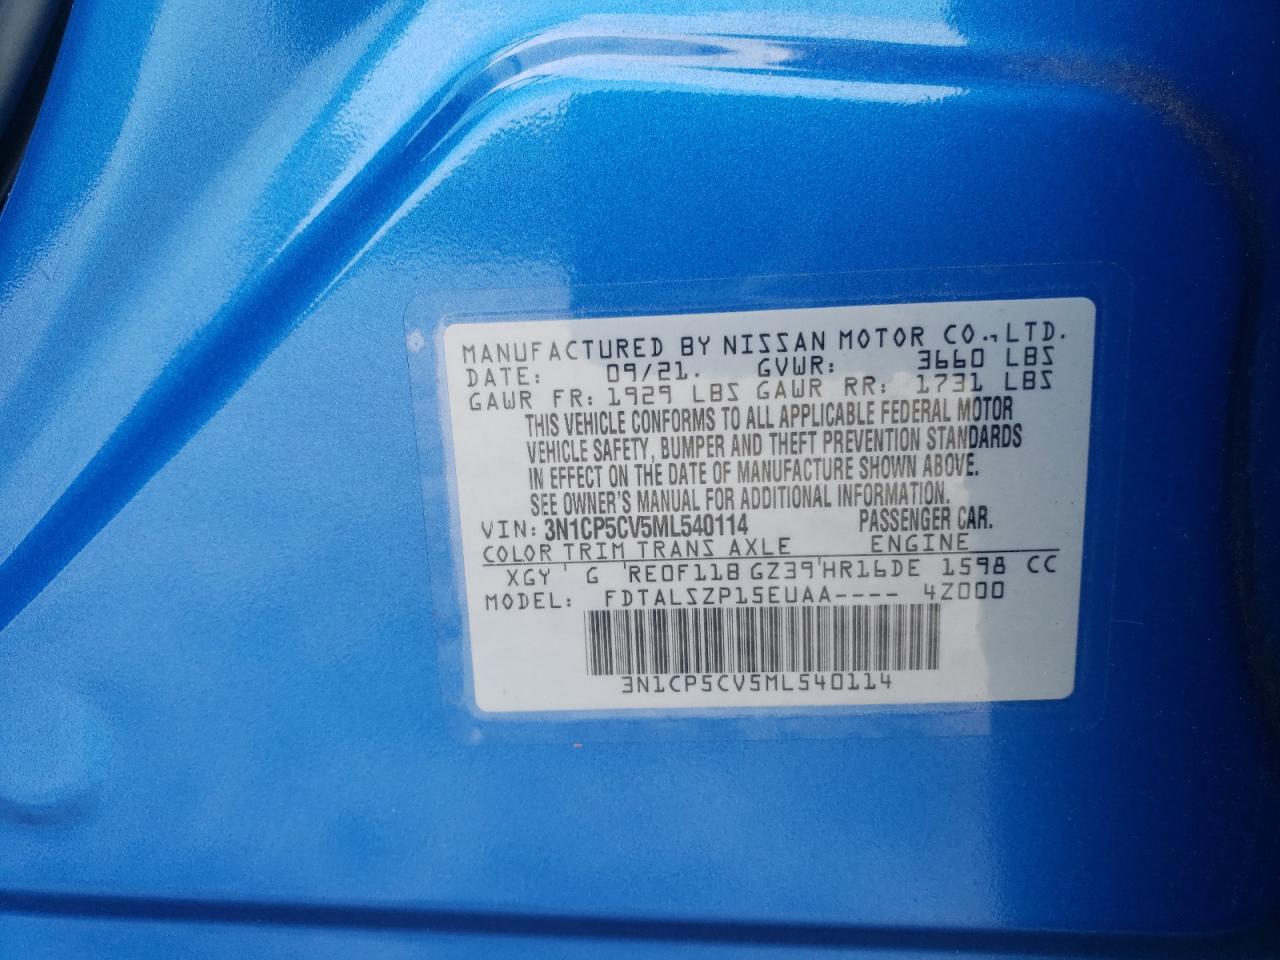 MANUFACTURED BY NISSAN MOTOR CO., LTD.
DATE: 09/21. GVWR: 3660 LBS
GAWR FR: 1929 LBS GAWR RR: 1731 LBS
THIS VEHICLE CONFORMS TO ALL APPLICABLE FEDERAL MOTOR
VEHICLE SAFETY, BUMPER AND THEFT PREVENTION STANDARDS
IN EFFECT ON THE DATE OF MANUFACTURE SHOWN ABOVE.
SEE OWNER'S MANUAL FOR ADDITIONAL INFORMATION.
VIN: 3N1CP5CV5ML540114 PASSENGER CAR.
COLOR TRIM TRANS AXLE ENGINE
XGY G RE0F11B GZ39 HR16DE 1598 CC
MODEL: FDTALSZP15EUAA---- 4Z000
3N1CP5CV5ML540114